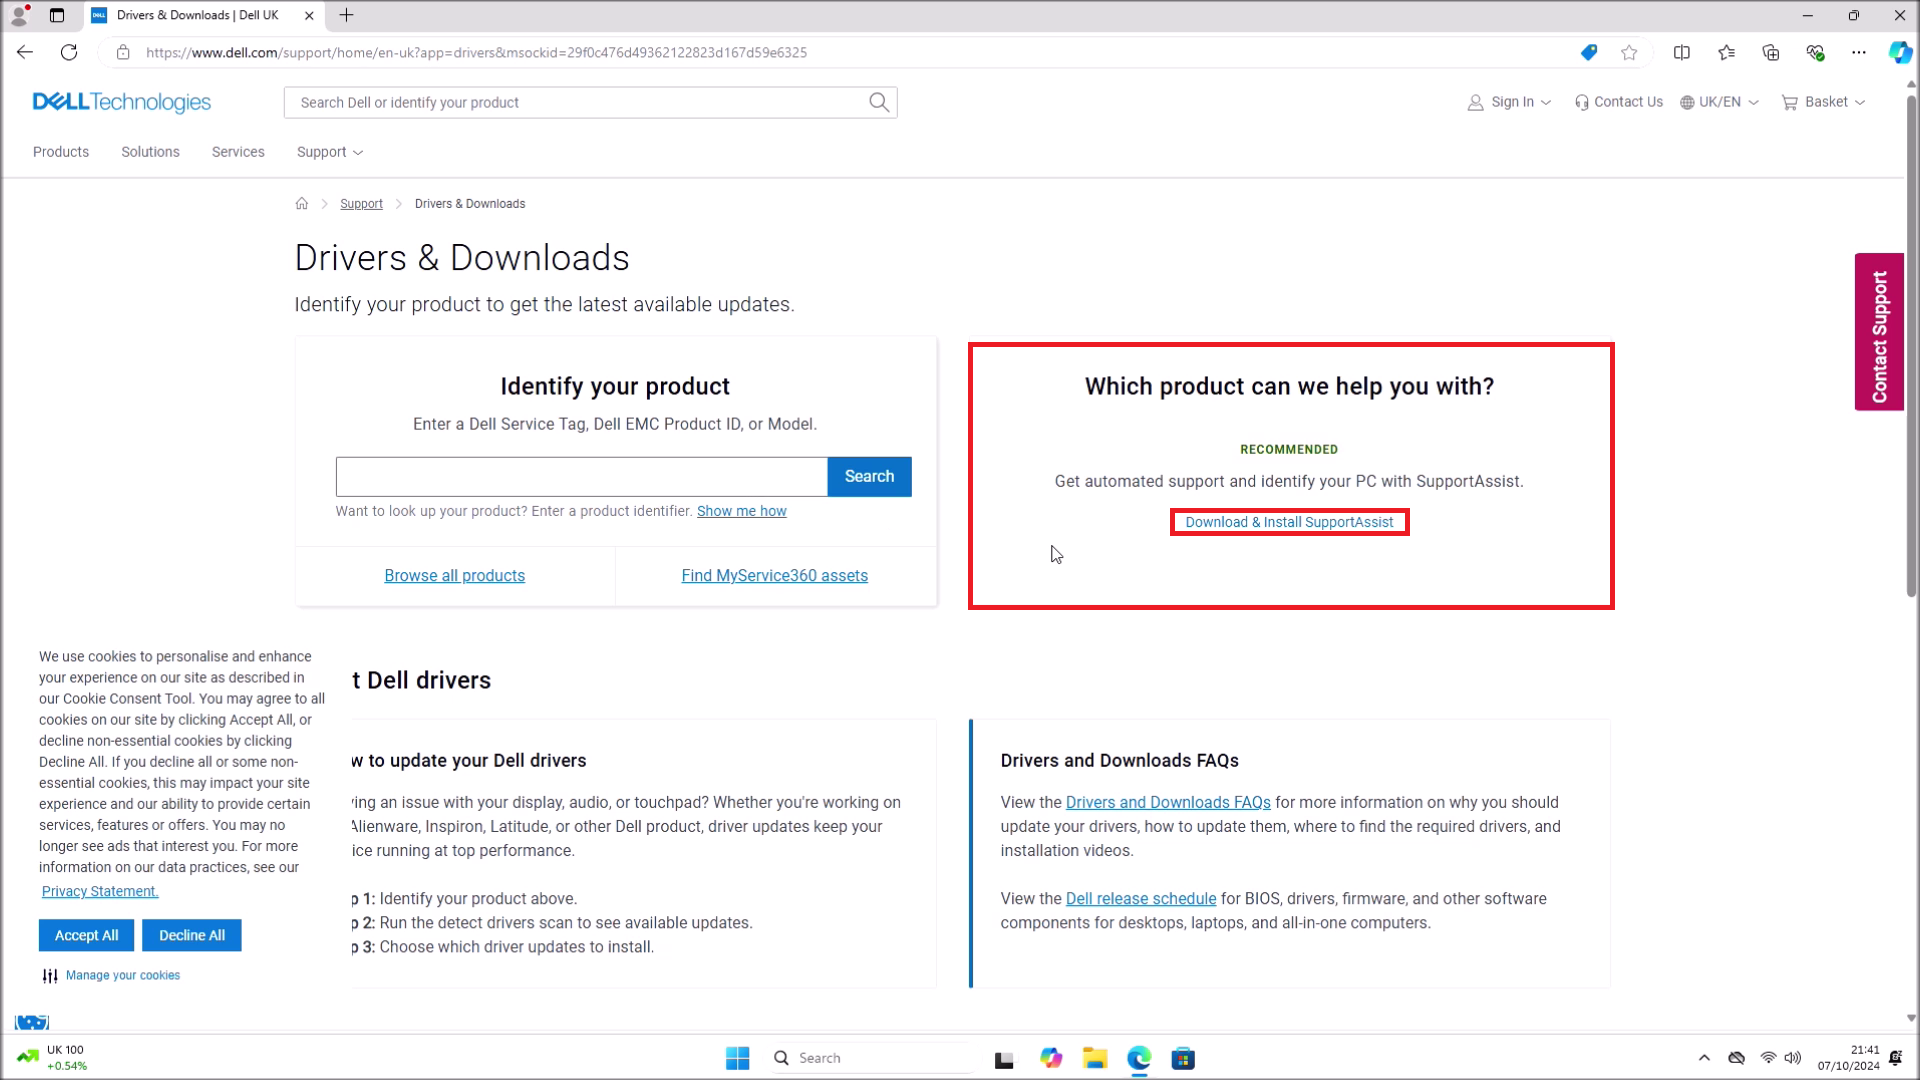 Drivers & Downloads | Dell UK
https://www.dell.com/support/home/en-uk?app=drivers&msockid=29f0c476d49362122823d167d59e6325
DELL Technologies
Search Dell or identify your product
Sign In
Contact Us
UK/EN
Basket
Products
Solutions
Services
Support
Support
Drivers & Downloads
Drivers & Downloads
Identify your product to get the latest available updates.
Identify your product
Enter a Dell Service Tag, Dell EMC Product ID, or Model.
Search
Want to look up your product? Enter a product identifier. Show me how
Browse all products
Find MyService360 assets
Which product can we help you with?
RECOMMENDED
Get automated support and identify your PC with SupportAssist.
Download & Install SupportAssist
Contact Support
t Dell drivers
w to update your Dell drivers
ving an issue with your display, audio, or touchpad? Whether you're working on
Alienware, Inspiron, Latitude, or other Dell product, driver updates keep your
ice running at top performance.
p 1: Identify your product above.
p 2: Run the detect drivers scan to see available updates.
p 3: Choose which driver updates to install.
Drivers and Downloads FAQs
View the Drivers and Downloads FAQs for more information on why you should
update your drivers, how to update them, where to find the required drivers, and
installation videos.
View the Dell release schedule for BIOS, drivers, firmware, and other software
components for desktops, laptops, and all-in-one computers.
We use cookies to personalise and enhance
your experience on our site as described in
our Cookie Consent Tool. You may agree to all
cookies on our site by clicking Accept All, or
decline non-essential cookies by clicking
Decline All. If you decline all or some non-
essential cookies, this may impact your site
experience and our ability to provide certain
services, features or offers. You may no
longer see ads that interest you. For more
information on our data practices, see our
Privacy Statement.
Accept All
Decline All
Manage your cookies
UK 100
+0.54%
Search
21:41
07/10/2024